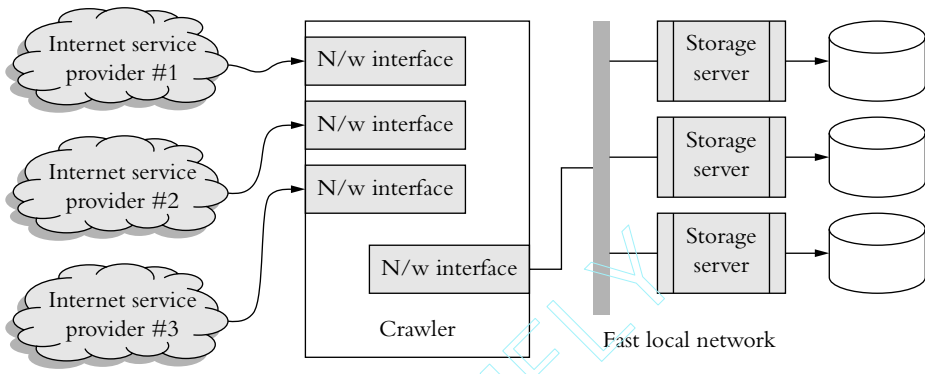 Internet service
provider #1
Internet service
provider #2
Internet service
provider #3
N/w interface
N/w interface
N/w interface
N/w interface
Crawler
Storage
server
Storage
server
Storage
server
Fast local network
ELY